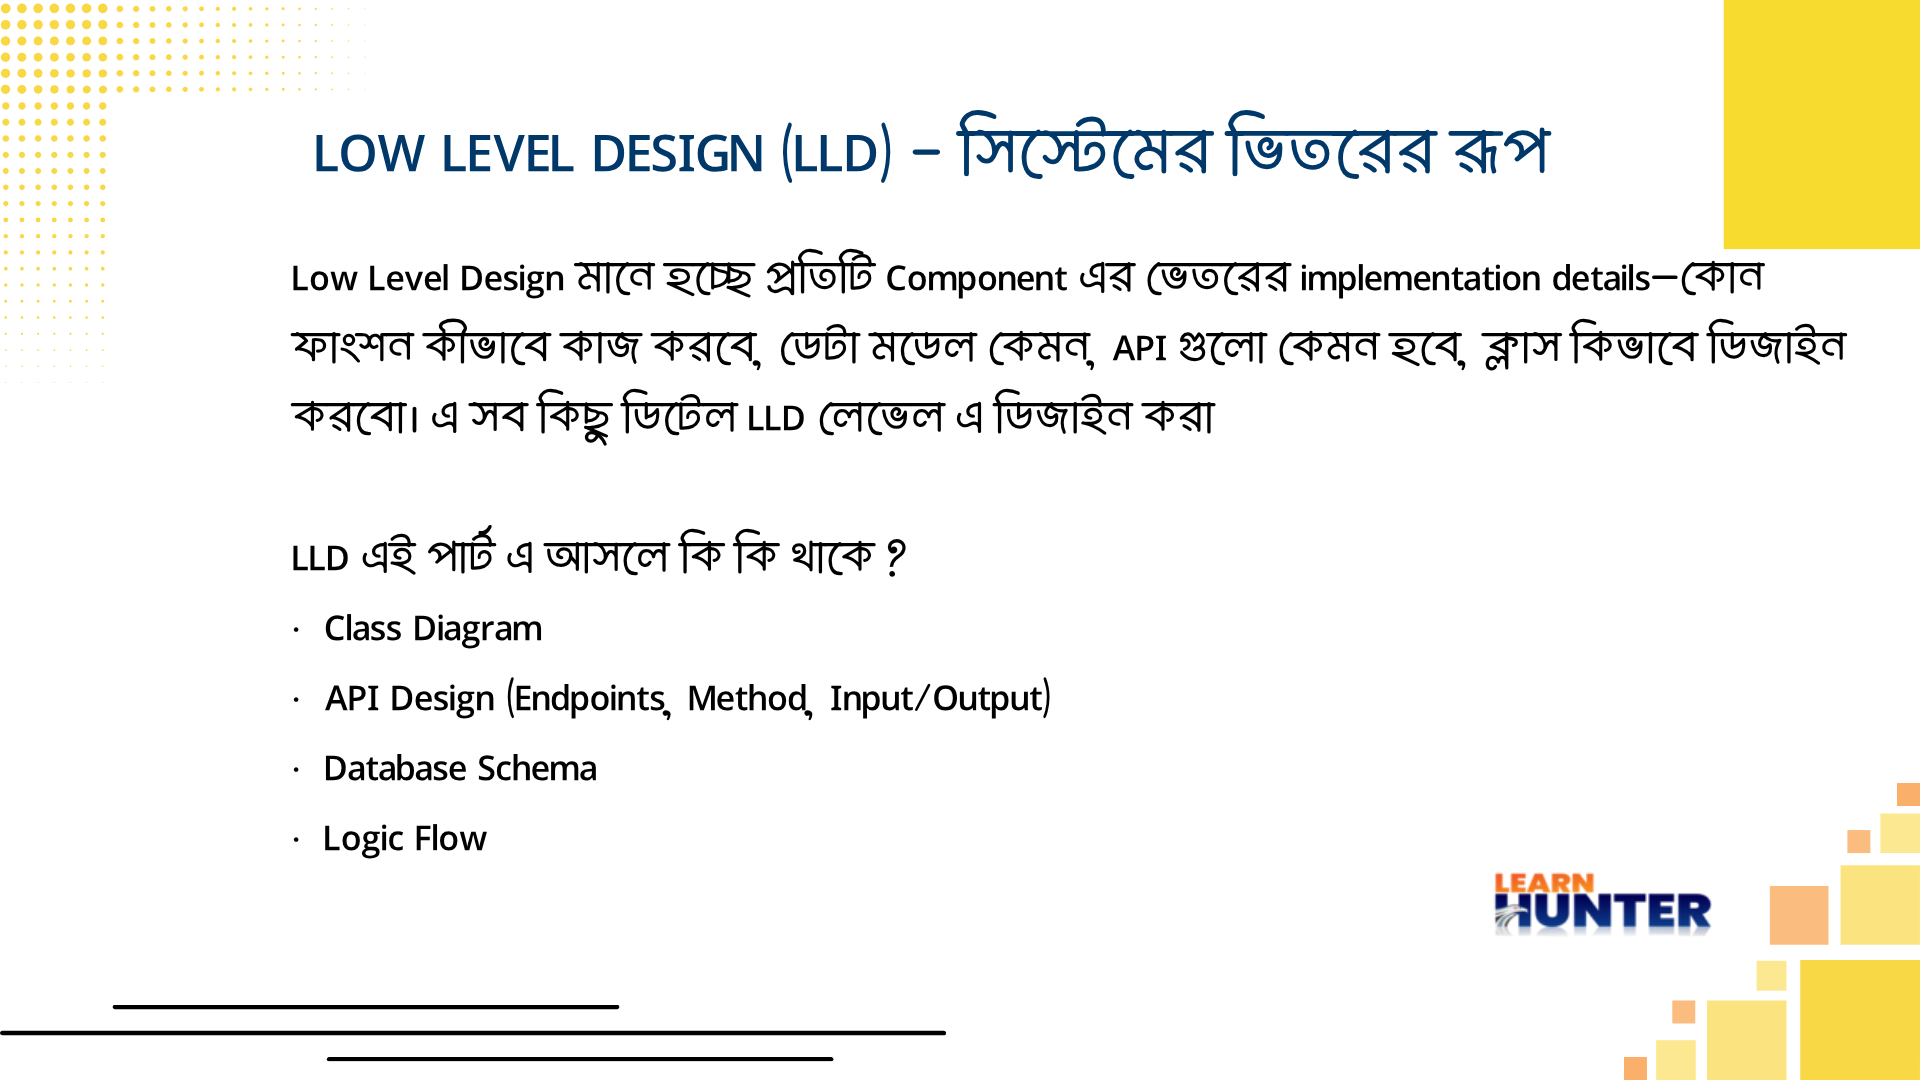 LOW LEVEL DESIGN (LLD) – সিস্টেমের ভিতরের রূপ
Low Level Design মানে হচ্ছে প্রতিটি Component এর ভেতরের implementation details—কোন
ফাংশন কীভাবে কাজ করবে, ডেটা মডেল কেমন, API গুলো কেমন হবে, ক্লাস কিভাবে ডিজাইন
করবো। এ সব কিছু ডিটেল LLD লেভেল এ ডিজাইন করা
LLD এই পার্ট এ আসলে কি কি থাকে ?
· Class Diagram
· API Design (Endpoints, Method, Input/Output)
· Database Schema
· Logic Flow
LEARN
HUNTER